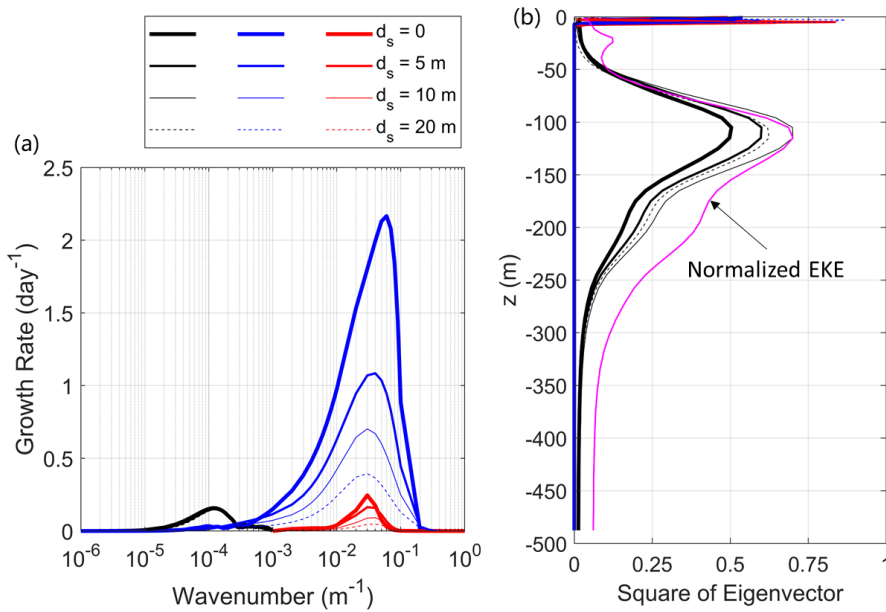 d_s = 0
d_s = 5 m
d_s = 10 m
d_s = 20 m
(a)
2.5
2
1.5
1
0.5
0
10^-6
10^-5
10^-4
10^-3
10^-2
10^-1
10^0
Growth Rate (day^-1)
Wavenumber (m^-1)
(b)
0
-50
-100
-150
-200
-250
-300
-350
-400
-450
-500
z (m)
Normalized EKE
0
0.25
0.5
0.75
1
Square of Eigenvector